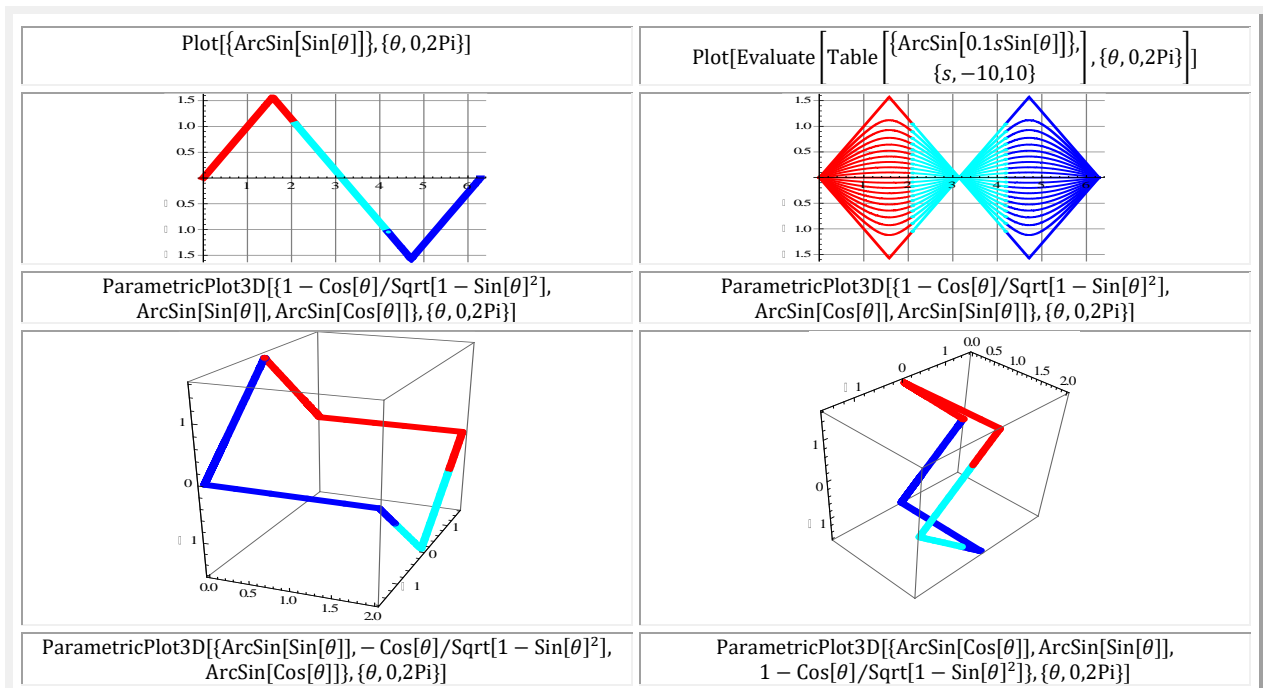 Plot[{ArcSin[Sin[θ]]}, {θ, 0,2Pi}]
Plot[Evaluate [Table [{ArcSin[0.1sSin[θ]]}, {s, −10,10}] , {θ, 0,2Pi}]]
1.5
1.0
0.5
1 2 3 4 5 6
0.5
1.0
1.5
1.5
1.0
0.5
1 2 3 4 5 6
0.5
1.0
1.5
ParametricPlot3D[{1 − Cos[θ]/Sqrt[1 − Sin[θ]²],
ArcSin[Sin[θ]], ArcSin[Cos[θ]]}, {θ, 0,2Pi}]
ParametricPlot3D[{1 − Cos[θ]/Sqrt[1 − Sin[θ]²],
ArcSin[Cos[θ]], ArcSin[Sin[θ]]}, {θ, 0,2Pi}]
1
0
1
0.0 0.5 1.0 1.5 2.0
1
0
1
0.0 0.5 1.0 1.5 2.0
1
0
1
1
0
1
ParametricPlot3D[{ArcSin[Sin[θ]], − Cos[θ]/Sqrt[1 − Sin[θ]²],
ArcSin[Cos[θ]]}, {θ, 0,2Pi}]
ParametricPlot3D[{ArcSin[Cos[θ]], ArcSin[Sin[θ]],
1 − Cos[θ]/Sqrt[1 − Sin[θ]²]}, {θ, 0,2Pi}]